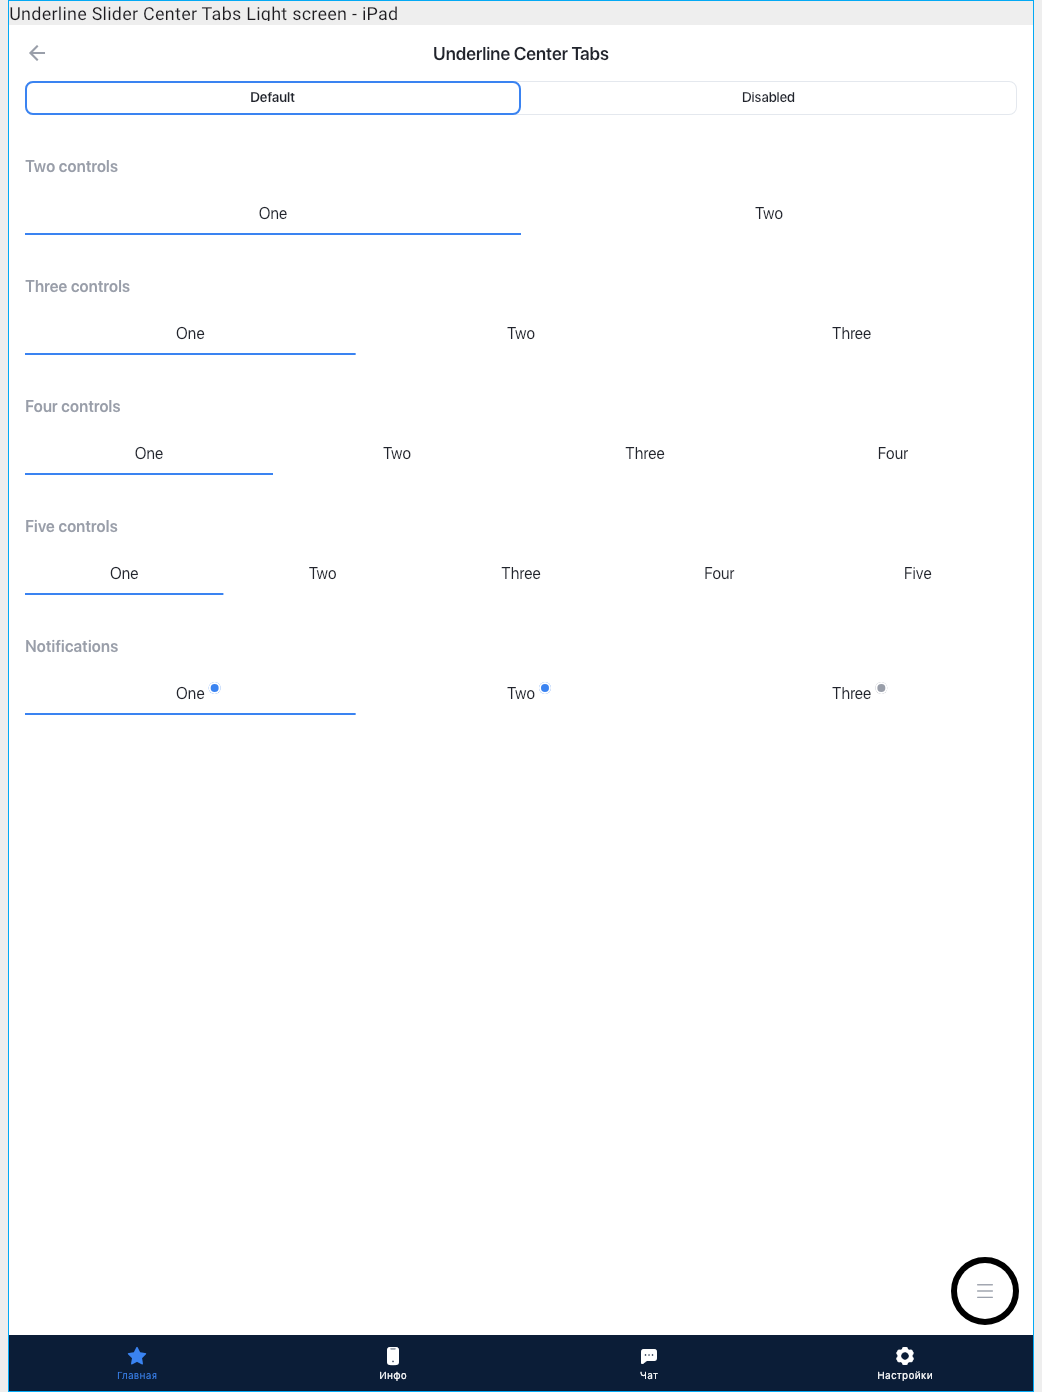 Underline Slider Center Tabs Light screen - iPad
Underline Center Tabs
Default Disabled
Two controls
One Two
Three controls
One Two Three
Four controls
One Two Three Four
Five controls
One Two Three Four Five
Notifications
One Two Three
Главная Инфо Чат Настройки